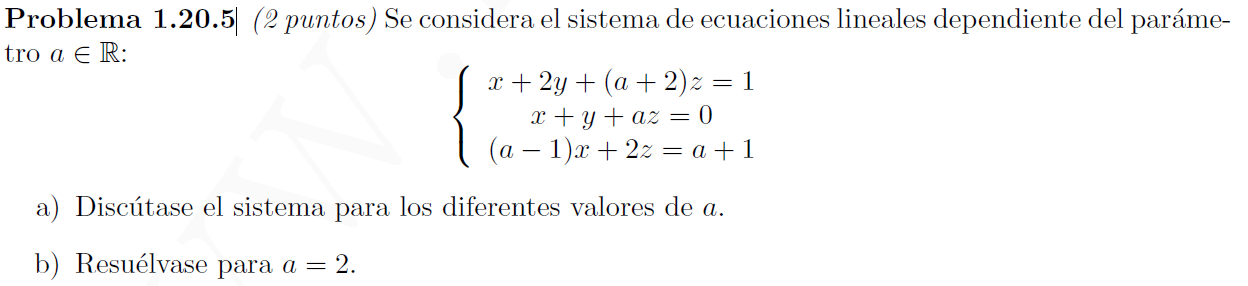 Problema 1.20.5| (2 puntos) Se considera el sistema de ecuaciones lineales dependiente del paráme-
tro a ∈ ℝ:
x + 2y + (a + 2)z = 1
x + y + az = 0
(a − 1)x + 2z = a + 1
a) Discútase el sistema para los diferentes valores de a.
b) Resuélvase para a = 2.